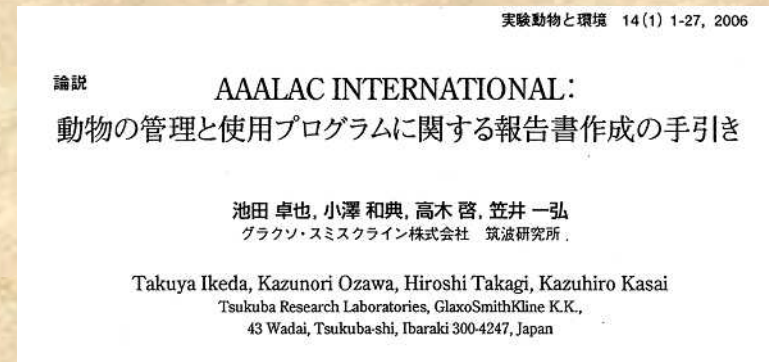 実験動物と環境 14(1) 1-27, 2006
論説
AAALAC INTERNATIONAL:
動物の管理と使用プログラムに関する報告書作成の手引き
池田 卓也, 小澤 和典, 高木 啓, 笠井 一弘
グラクソ・スミスクライン株式会社 筑波研究所
Takuya Ikeda, Kazunori Ozawa, Hiroshi Takagi, Kazuhiro Kasai
Tsukuba Research Laboratories, GlaxoSmithKline K.K.,
43 Wadai, Tsukuba-shi, Ibaraki 300-4247, Japan